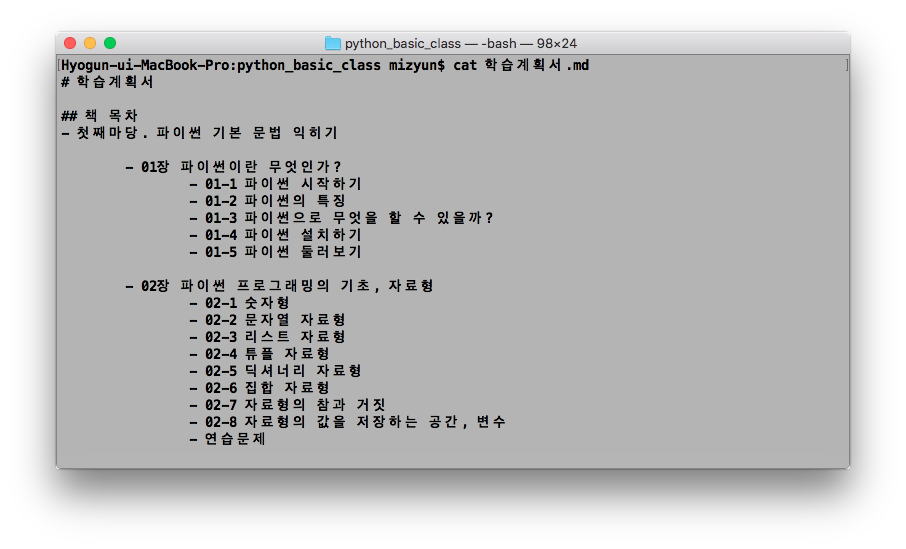 python_basic_class — -bash — 98×24
Hyogun-ui-MacBook-Pro:python_basic_class mizyun$ cat 학습계획서.md
# 학습계획서
## 책 목차
- 첫째마당. 파이썬 기본 문법 익히기
- 01장 파이썬이란 무엇인가?
- 01-1 파이썬 시작하기
- 01-2 파이썬의 특징
- 01-3 파이썬으로 무엇을 할 수 있을까?
- 01-4 파이썬 설치하기
- 01-5 파이썬 둘러보기
- 02장 파이썬 프로그래밍의 기초, 자료형
- 02-1 숫자형
- 02-2 문자열 자료형
- 02-3 리스트 자료형
- 02-4 튜플 자료형
- 02-5 딕셔너리 자료형
- 02-6 집합 자료형
- 02-7 자료형의 참과 거짓
- 02-8 자료형의 값을 저장하는 공간, 변수
- 연습문제